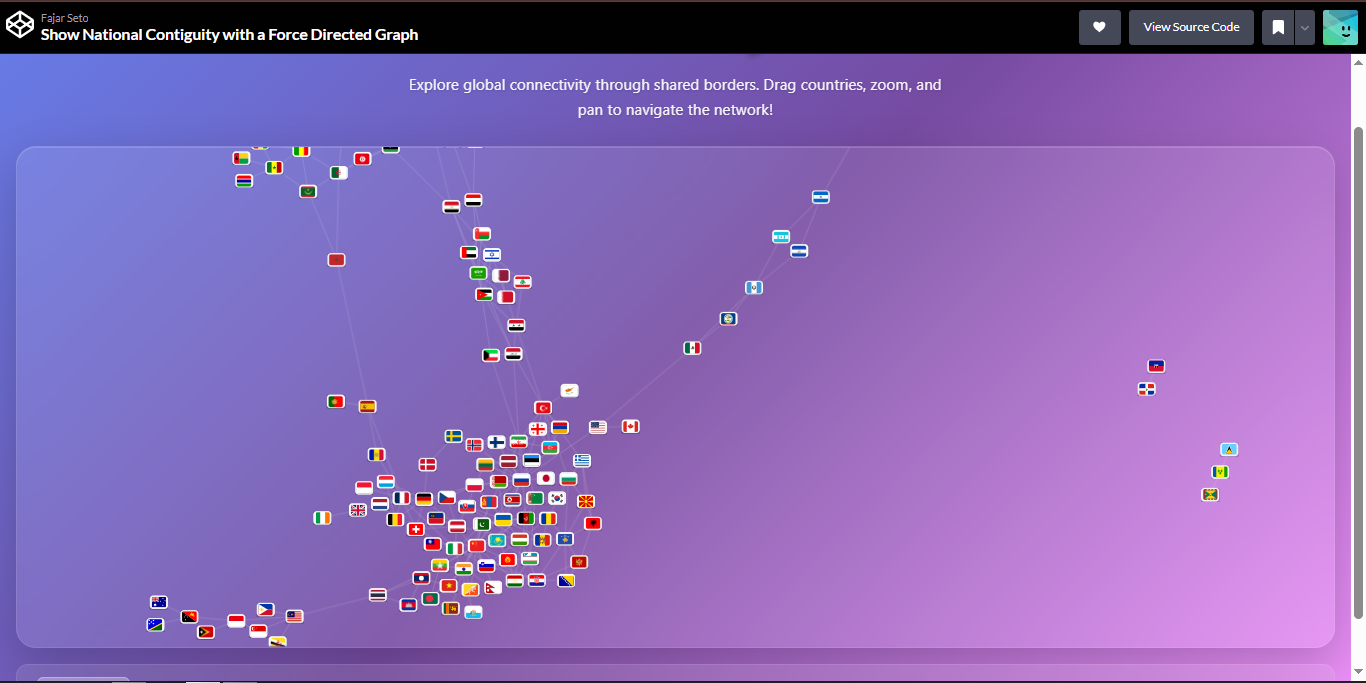 Fajar Seto
Show National Contiguity with a Force Directed Graph
View Source Code
Explore global connectivity through shared borders. Drag countries, zoom, and
pan to navigate the network!